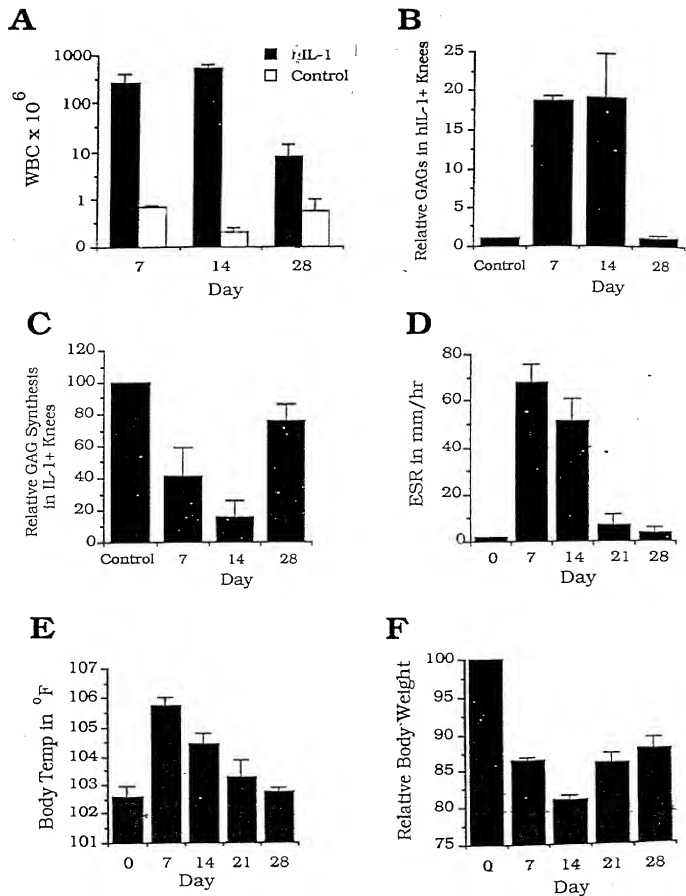 A
WBC x 10^6
1000
100
10
1
0
hIL-1
Control
7 14 28
Day
B
Relative GAGs in hIL-1+ Knees
25
20
15
10
5
0
Control 7 14 28
Day
C
Relative GAG Synthesis
in IL-1+ Knees
120
100
80
60
40
20
0
Control 7 14 28
Day
D
ESR in mm/hr
80
60
40
20
0
0 7 14 21 28
Day
E
Body Temp in °F
107
106
105
104
103
102
101
0 7 14 21 28
Day
F
Relative Body Weight
100
95
90
85
80
75
Q 7 14 21 28
Day